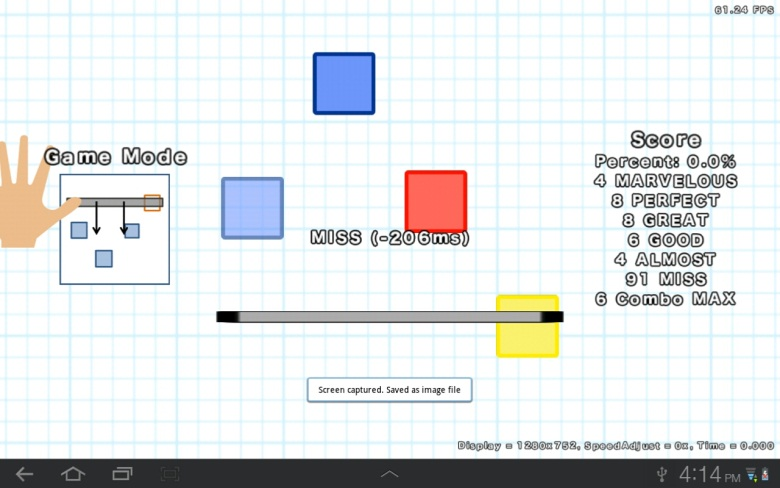 61.24 FPS
Game Mode
MISS (-206ms)
Score
Percent: 0.0%
4 MARVELOUS
8 PERFECT
8 GREAT
6 GOOD
4 ALMOST
91 MISS
6 Combo MAX
Screen captured. Saved as image file
Display = 1280x752, SpeedAdjust = 0x, Time = 0.000
4:14 PM